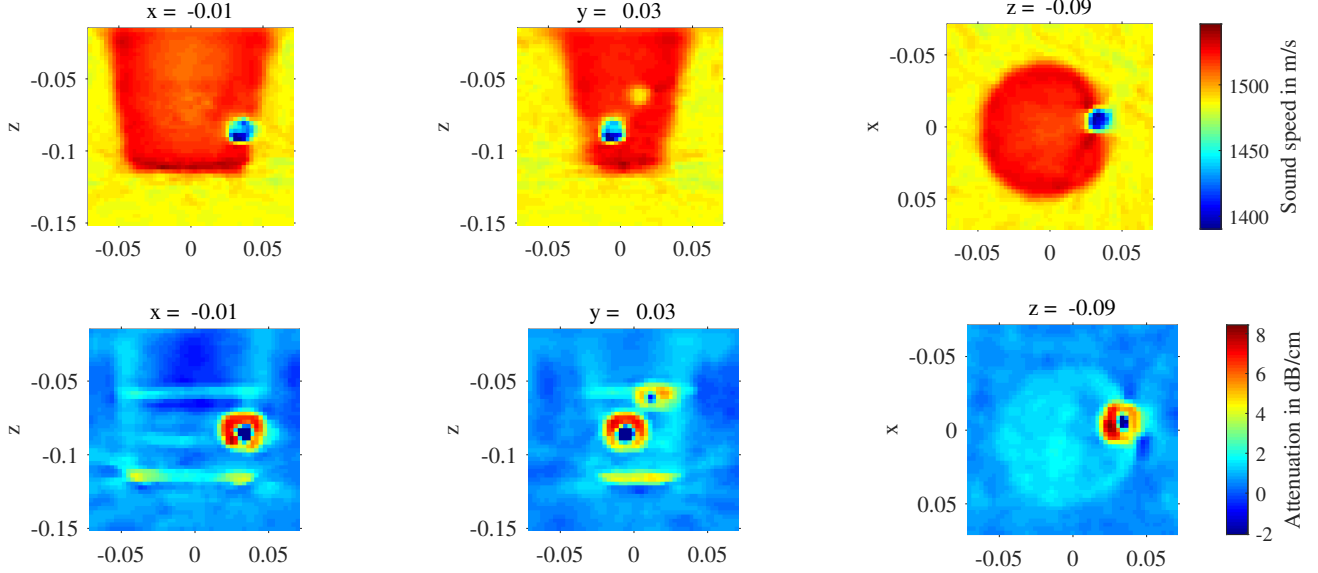 x = -0.01
y = 0.03
z = -0.09
-0.05
-0.1
-0.15
z
-0.05 0 0.05
-0.05
-0.1
-0.15
z
-0.05 0 0.05
-0.05
0
0.05
x
-0.05 0 0.05
1500
1450
1400
Sound speed in m/s
x = -0.01
y = 0.03
z = -0.09
-0.05
-0.1
-0.15
z
-0.05 0 0.05
-0.05
-0.1
-0.15
z
-0.05 0 0.05
-0.05
0
0.05
x
-0.05 0 0.05
8
6
4
2
0
-2
Attenuation in dB/cm